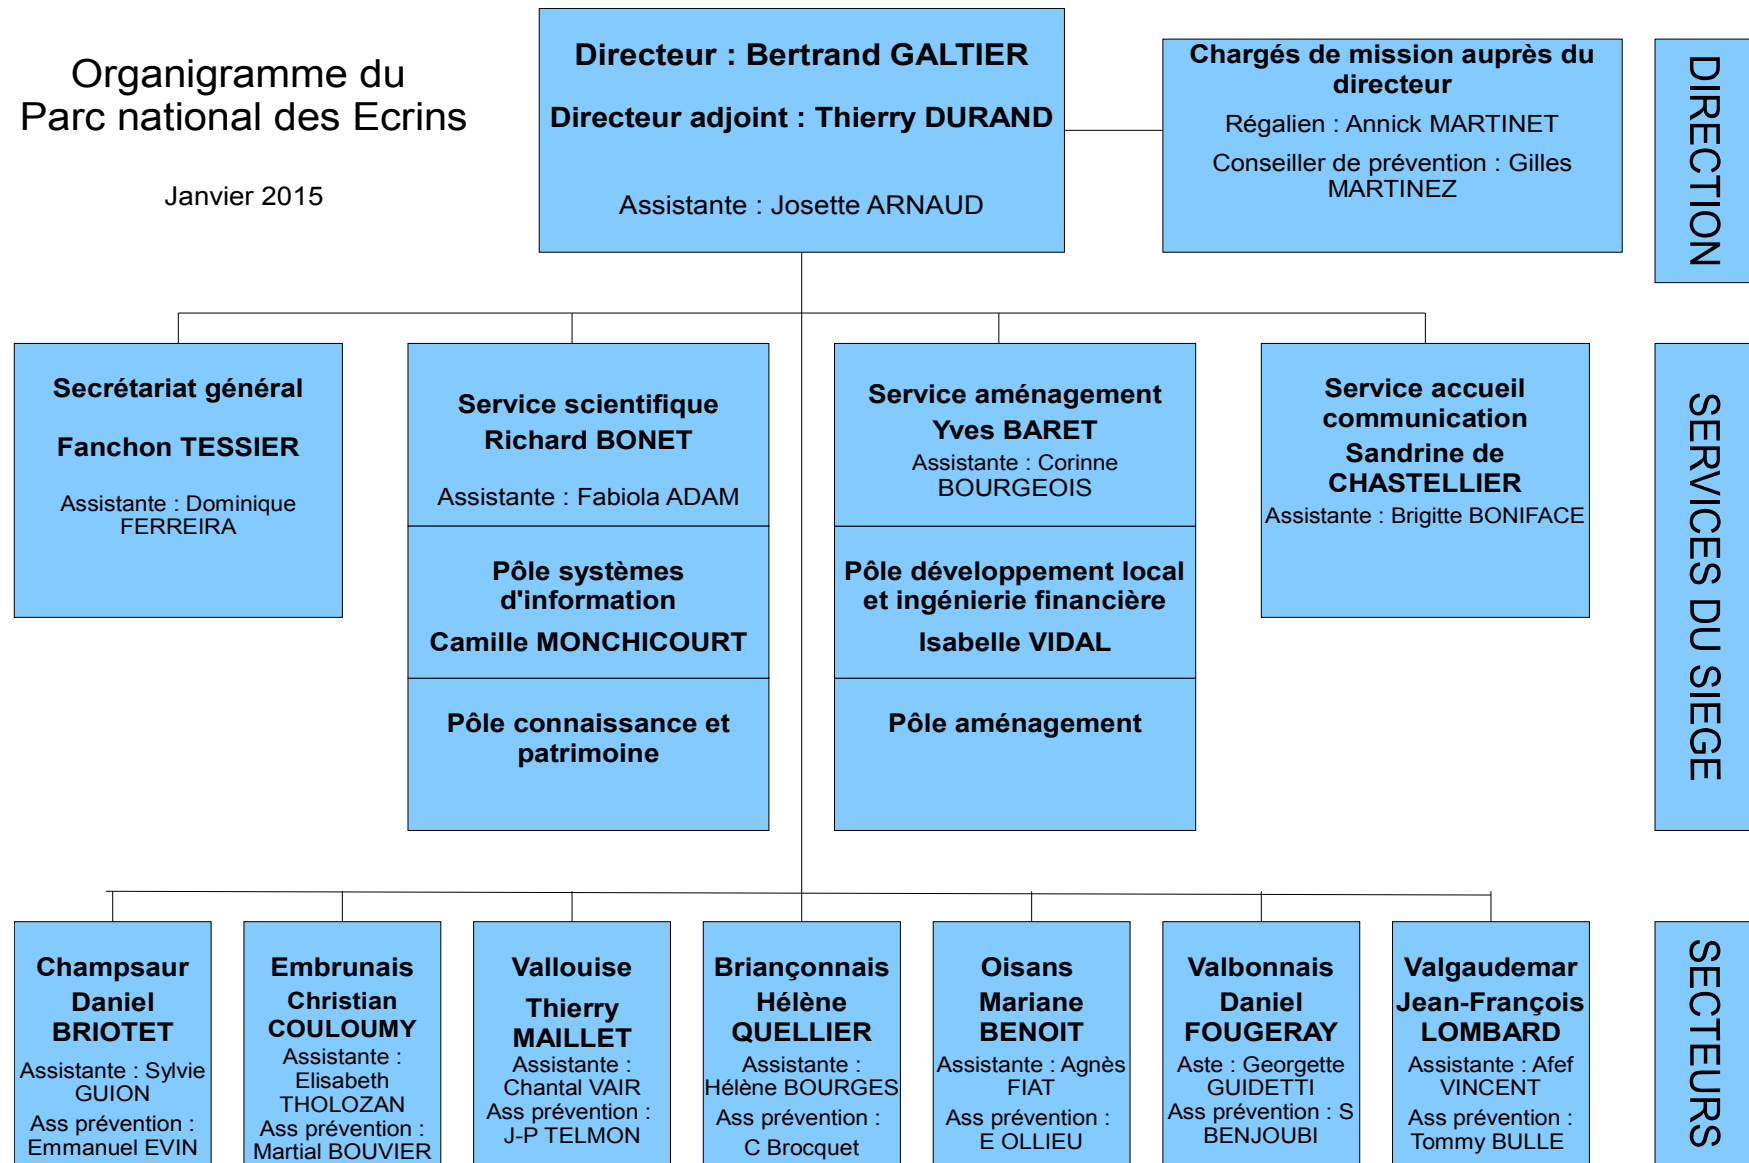 Organigramme du
Parc national des Ecrins
Janvier 2015
Directeur : Bertrand GALTIER
Directeur adjoint : Thierry DURAND
Assistante : Josette ARNAUD
Chargés de mission auprès du
directeur
Régalien : Annick MARTINET
Conseiller de prévention : Gilles
MARTINEZ
DIRECTION
Secrétariat général
Fanchon TESSIER
Assistante : Dominique
FERREIRA
Service scientifique
Richard BONET
Assistante : Fabiola ADAM
Pôle systèmes
d'information
Camille MONCHICOURT
Pôle connaissance et
patrimoine
Service aménagement
Yves BARET
Assistante : Corinne
BOURGEOIS
Pôle développement local
et ingénierie financière
Isabelle VIDAL
Pôle aménagement
Service accueil
communication
Sandrine de
CHASTELLIER
Assistante : Brigitte BONIFACE
SERVICES DU SIEGE
Champsaur
Daniel
BRIOTET
Assistante : Sylvie
GUION
Ass prévention :
Emmanuel EVIN
Embrunais
Christian
COULOUMY
Assistante :
Elisabeth
THOLOZAN
Ass prévention :
Martial BOUVIER
Vallouise
Thierry
MAILLET
Assistante :
Chantal VAIR
Ass prévention :
J-P TELMON
Briançonnais
Hélène
QUELLIER
Assistante :
Hélène BOURGES
Ass prévention :
C Brocquet
Oisans
Mariane
BENOIT
Assistante : Agnès
FIAT
Ass prévention :
E OLLIEU
Valbonnais
Daniel
FOUGERAY
Aste : Georgette
GUIDETTI
Ass prévention : S
BENJOUBI
Valgaudemar
Jean-François
LOMBARD
Assistante : Afef
VINCENT
Ass prévention :
Tommy BULLE
SECTEURS